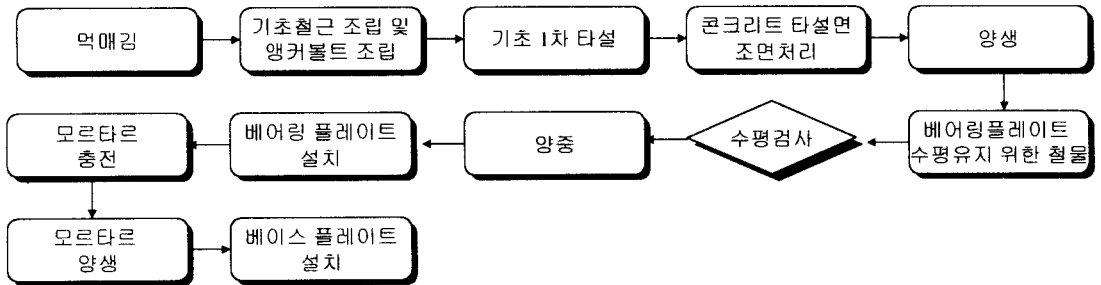 먹매김
기초철근 조립 및
앵커볼트 조립
기초 1차 타설
콘크리트 타설면
조면처리
양생
베어링플레이트
수평유지 위한 철물
수평검사
양중
베어링 플레이트
설치
모르타르
충전
모르타르
양생
베이스 플레이트
설치